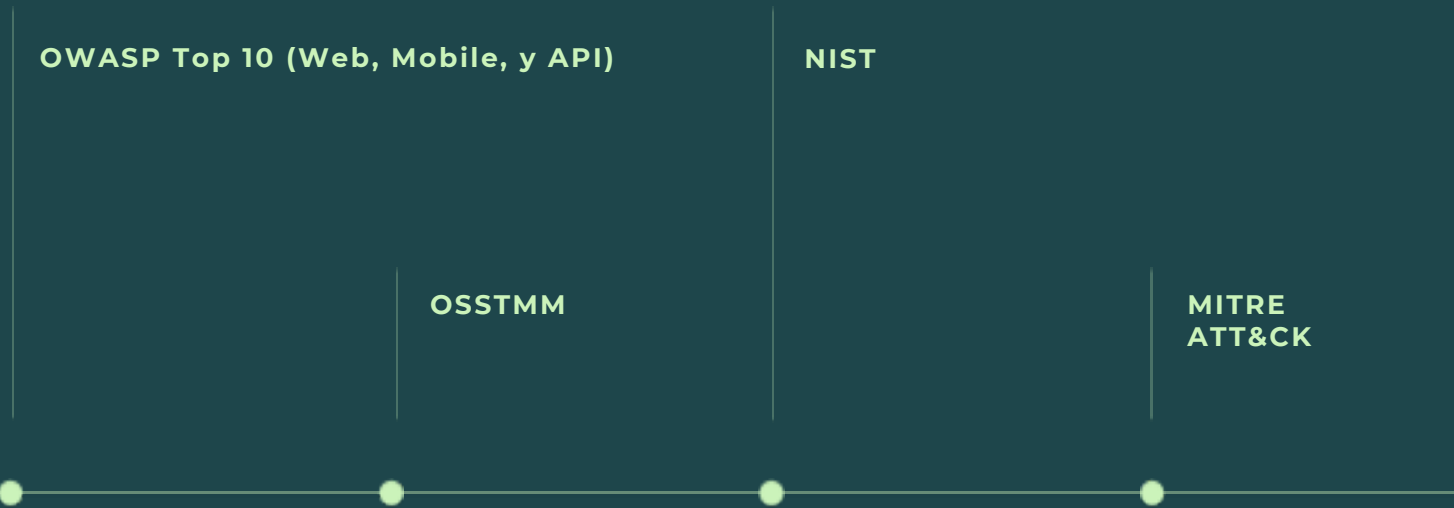 OWASP Top 10 (Web, Mobile, y API)
NIST
OSSTMM
MITRE
ATT&CK